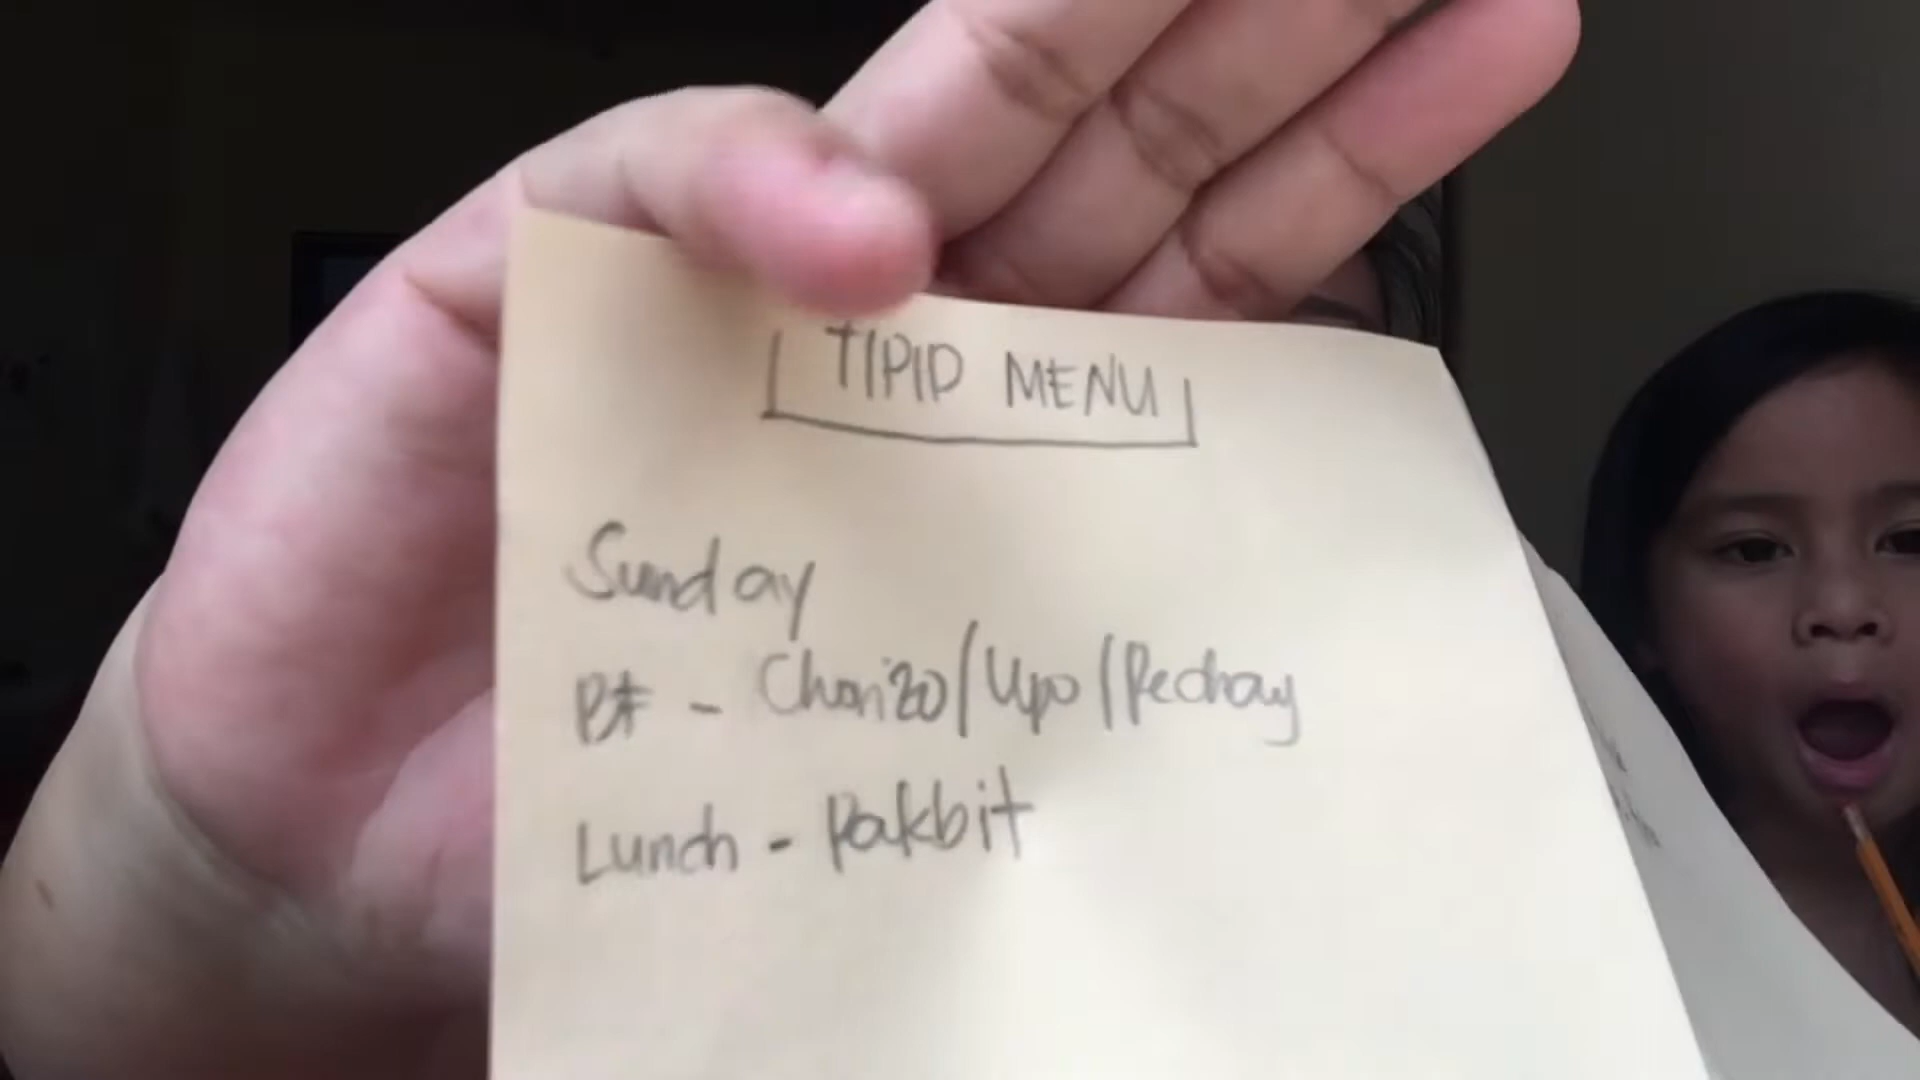 TIPID MENU
Sunday
Bf - Chorizo/Upo/Pechay
Lunch - Pakbit